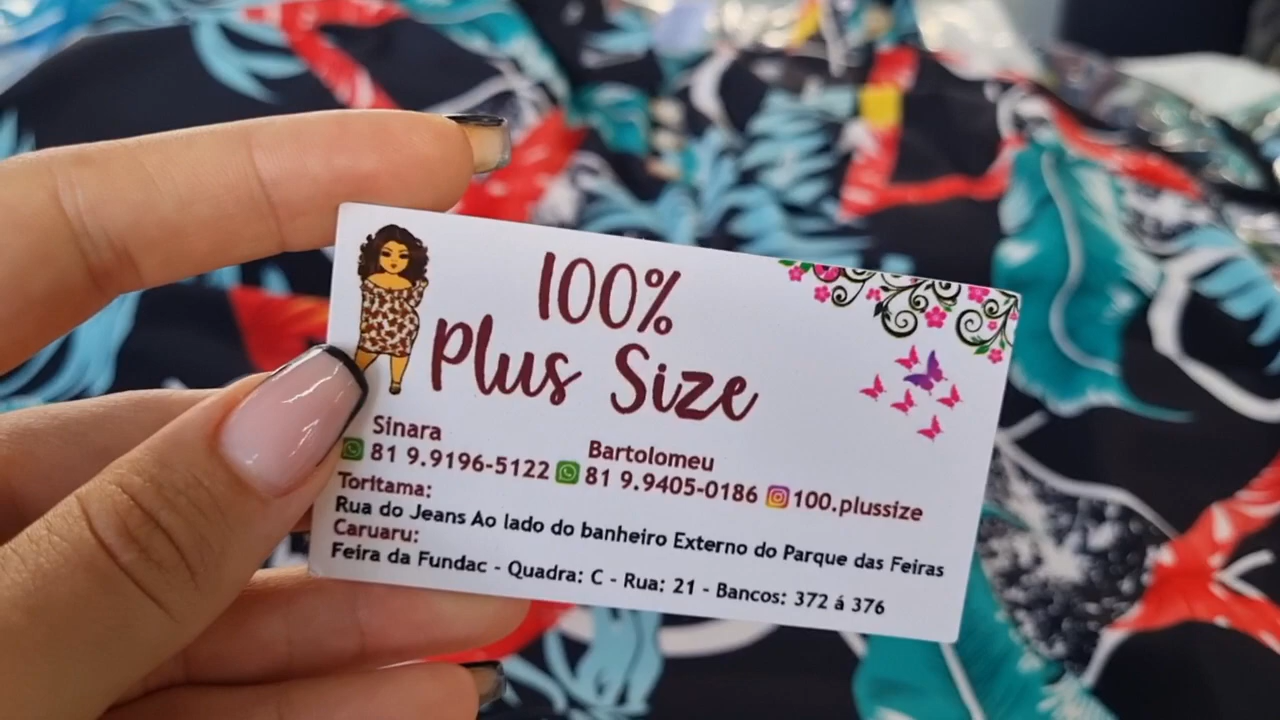 100%
Plus Size
Sinara
81 9.9196-5122
Bartolomeu
81 9.9405-0186
100.plussize
Toritama:
Rua do Jeans Ao lado do banheiro Externo do Parque das Feiras
Caruaru:
Feira da Fundac - Quadra: C - Rua: 21 - Bancos: 372 á 376